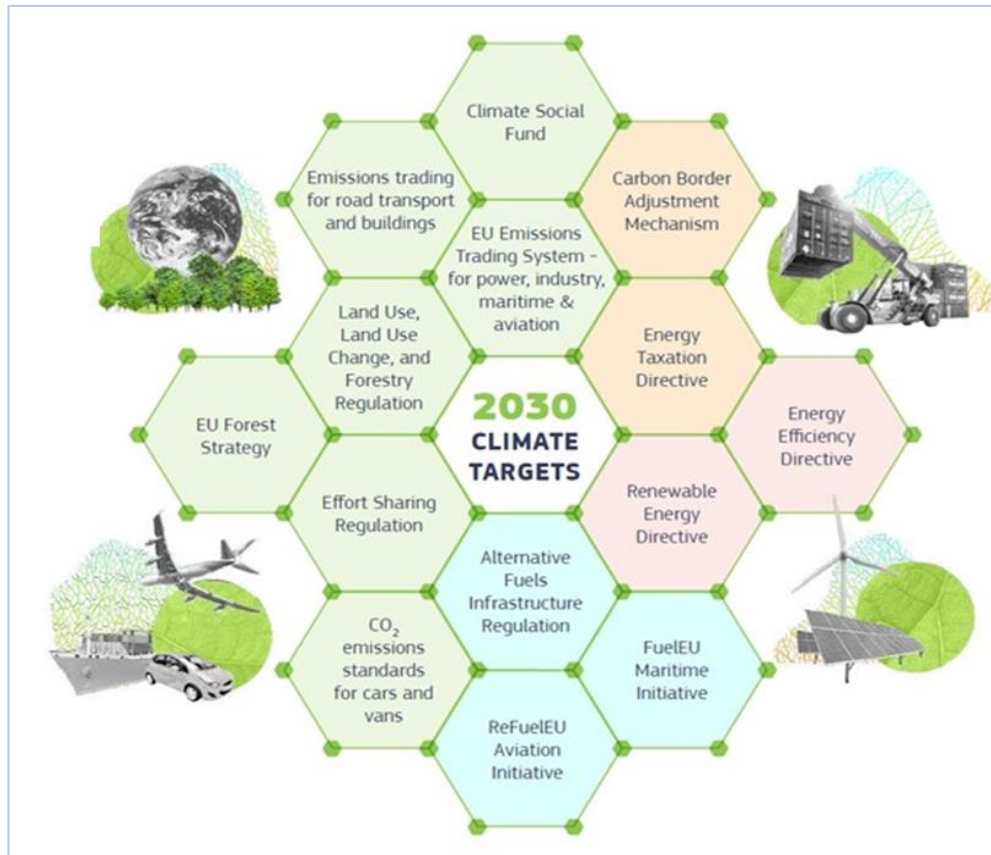 Climate Social
Fund
Emissions trading
for road transport
and buildings
Carbon Border
Adjustment
Mechanism
EU Emissions
Trading System –
for power, industry,
maritime &
aviation
Land Use,
Land Use
Change, and
Forestry
Regulation
Energy
Taxation
Directive
EU Forest
Strategy
2030
CLIMATE
TARGETS
Energy
Efficiency
Directive
Effort Sharing
Regulation
Renewable
Energy
Directive
Alternative
Fuels
Infrastructure
Regulation
CO₂
emissions
standards
for cars and
vans
FuelEU
Maritime
Initiative
ReFuelEU
Aviation
Initiative